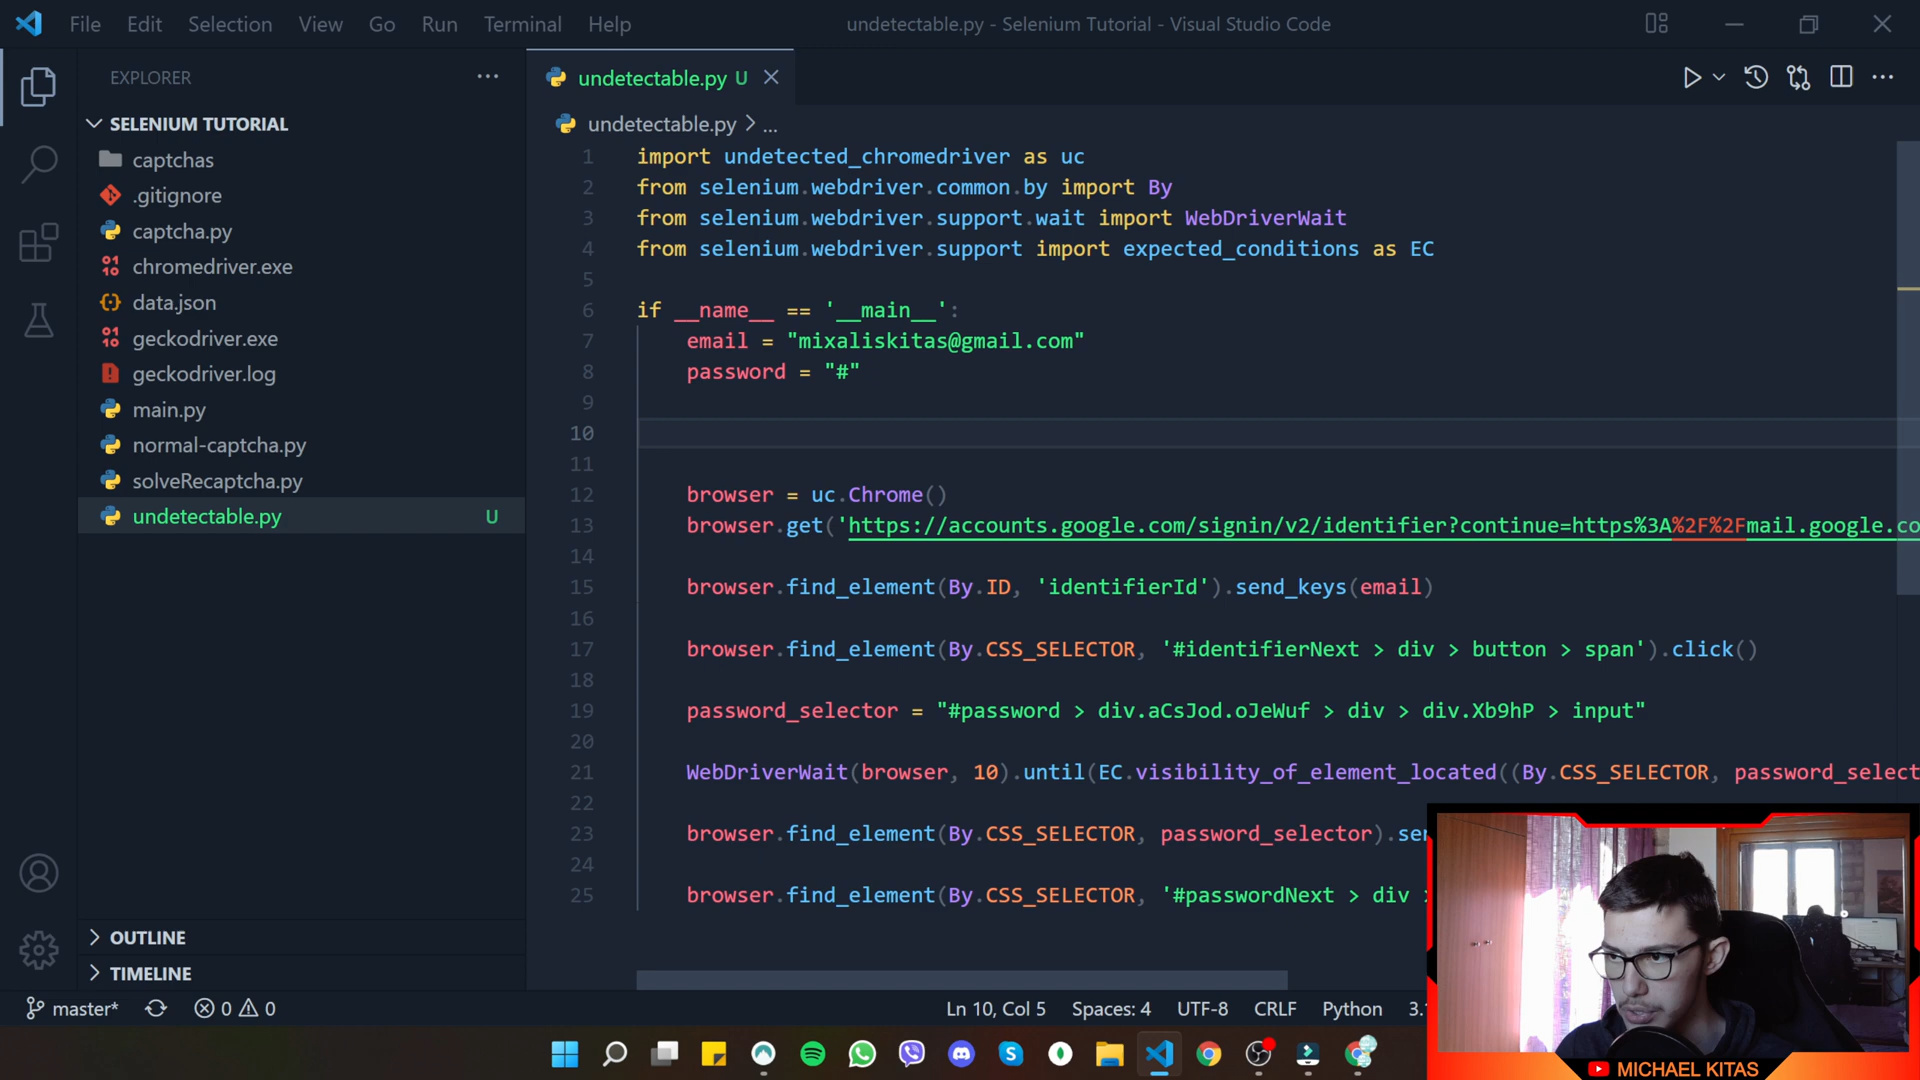 File Edit Selection View Go Run Terminal Help
undetectable.py - Selenium Tutorial - Visual Studio Code
EXPLORER
SELENIUM TUTORIAL
captchas
.gitignore
captcha.py
chromedriver.exe
data.json
geckodriver.exe
geckodriver.log
main.py
normal-captcha.py
solveRecaptcha.py
undetectable.py U
OUTLINE
TIMELINE
undetectable.py U
undetectable.py > ...
1 import undetected_chromedriver as uc
2 from selenium.webdriver.common.by import By
3 from selenium.webdriver.support.wait import WebDriverWait
4 from selenium.webdriver.support import expected_conditions as EC
5
6 if __name__ == '__main__':
7 email = "mixaliskitas@gmail.com"
8 password = "#"
9
10
11
12 browser = uc.Chrome()
13 browser.get('https://accounts.google.com/signin/v2/identifier?continue=https%3A%2F%2Fmail.google.co
14
15 browser.find_element(By.ID, 'identifierId').send_keys(email)
16
17 browser.find_element(By.CSS_SELECTOR, '#identifierNext > div > button > span').click()
18
19 password_selector = "#password > div.aCsJod.oJeWuf > div > div.Xb9hP > input"
20
21 WebDriverWait(browser, 10).until(EC.visibility_of_element_located((By.CSS_SELECTOR, password_select
22
23 browser.find_element(By.CSS_SELECTOR, password_selector).sen
24
25 browser.find_element(By.CSS_SELECTOR, '#passwordNext > div >
master* 0 0
Ln 10, Col 5 Spaces: 4 UTF-8 CRLF Python 3.1
MICHAEL KITAS